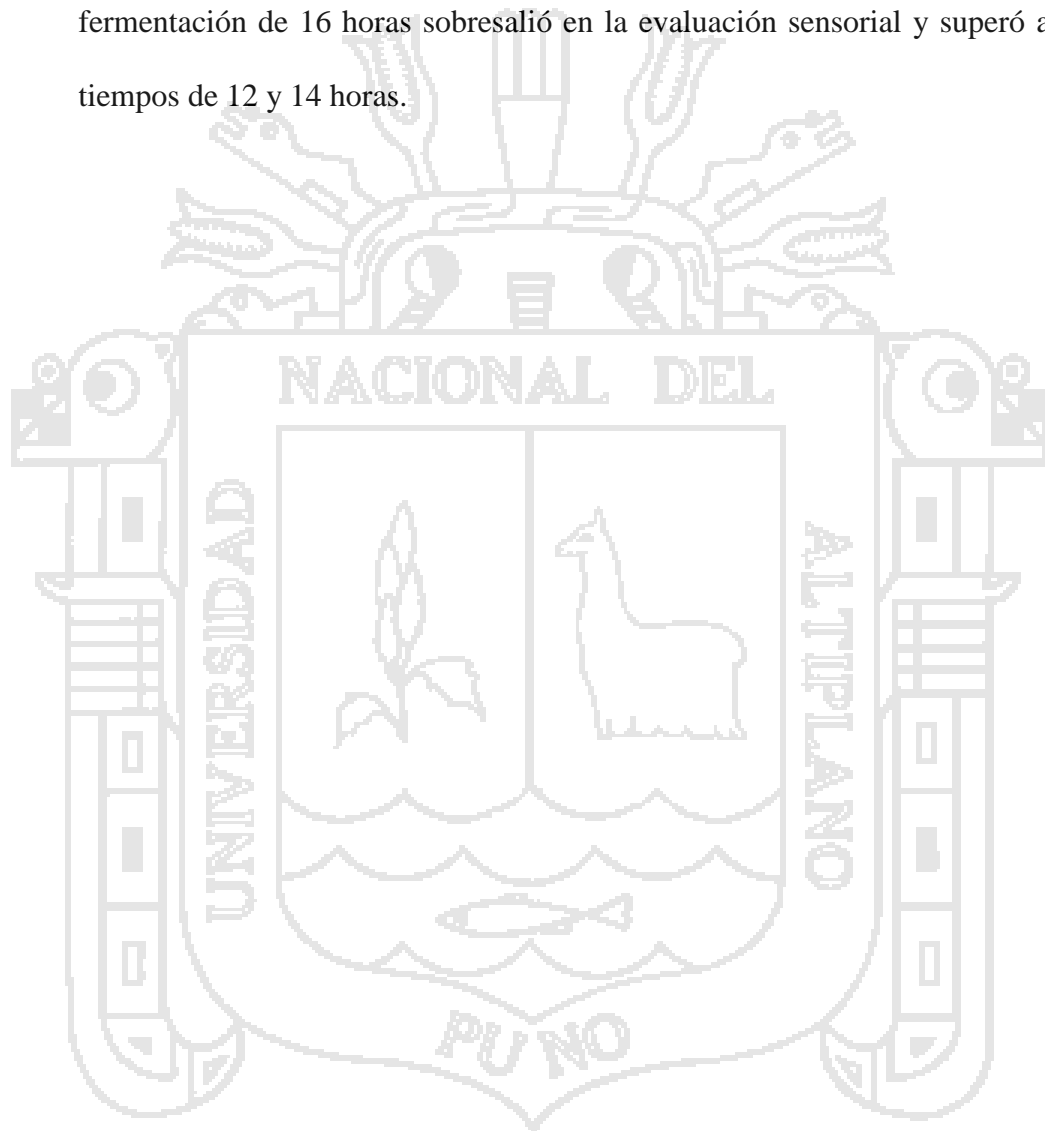 fermentación de 16 horas sobresalió en la evaluación sensorial y superó a
tiempos de 12 y 14 horas.
NACIONAL DEL
UNIVERSIDAD
ALTIPLANO
PUNO